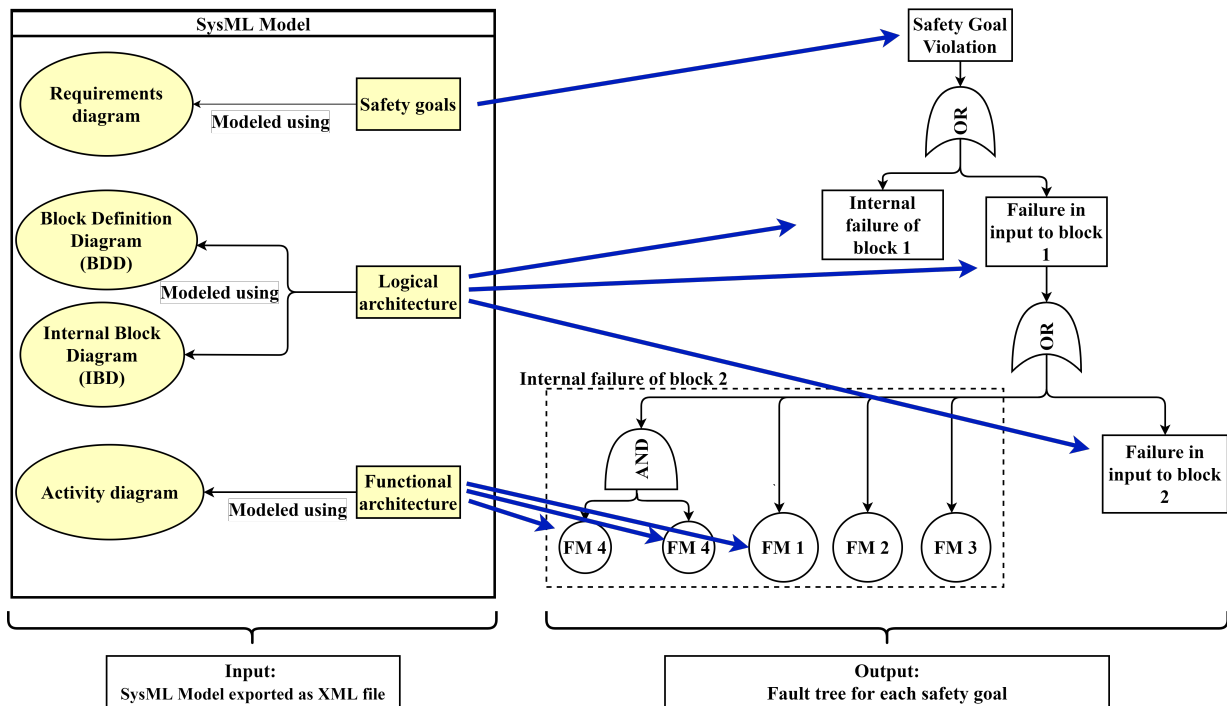 SysML Model
Requirements
diagram
Modeled using
Safety goals
Block Definition
Diagram
(BDD)
Modeled using
Logical
architecture
Internal Block
Diagram
(IBD)
Activity diagram
Modeled using
Functional
architecture
Input:
SysML Model exported as XML file
Safety Goal
Violation
OR
Internal
failure of
block 1
Failure in
input to block
1
OR
Internal failure of block 2
AND
FM 4
FM 4
FM 1
FM 2
FM 3
Failure in
input to block
2
Output:
Fault tree for each safety goal